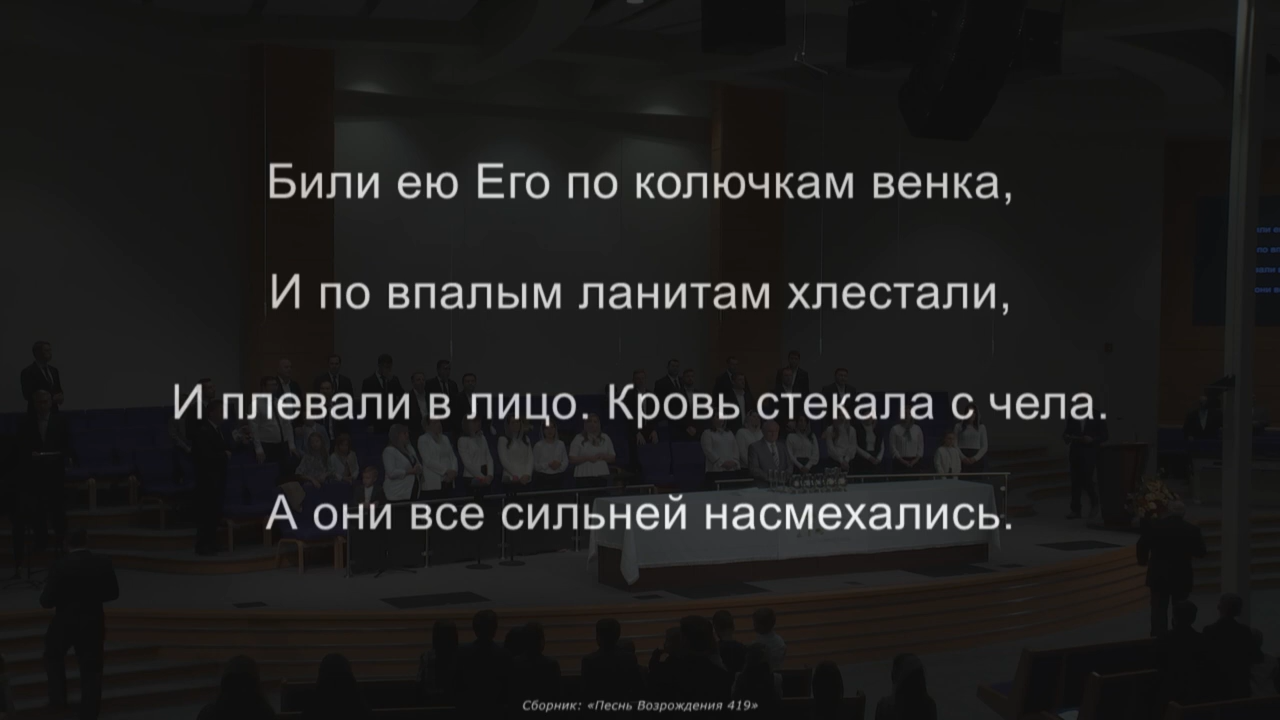 Били ею Его по колючкам венка,
И по впалым ланитам хлестали,
И плевали в лицо. Кровь стекала с чела.
А они все сильней насмехались.
Сборник: «Песнь Возрождения 419»